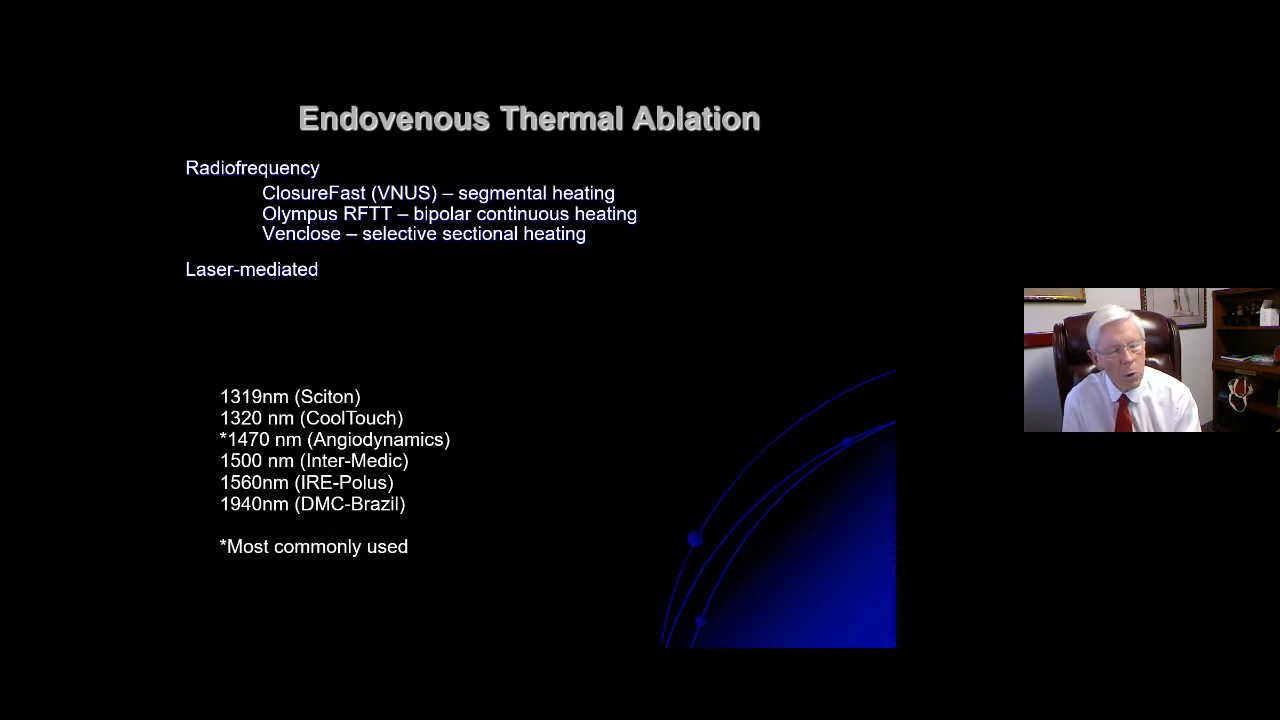 Endovenous Thermal Ablation
Radiofrequency
ClosureFast (VNUS) – segmental heating
Olympus RFTT – bipolar continuous heating
Venclose – selective sectional heating
Laser-mediated
1319nm (Sciton)
1320 nm (CoolTouch)
*1470 nm (Angiodynamics)
1500 nm (Inter-Medic)
1560nm (IRE-Polus)
1940nm (DMC-Brazil)
*Most commonly used